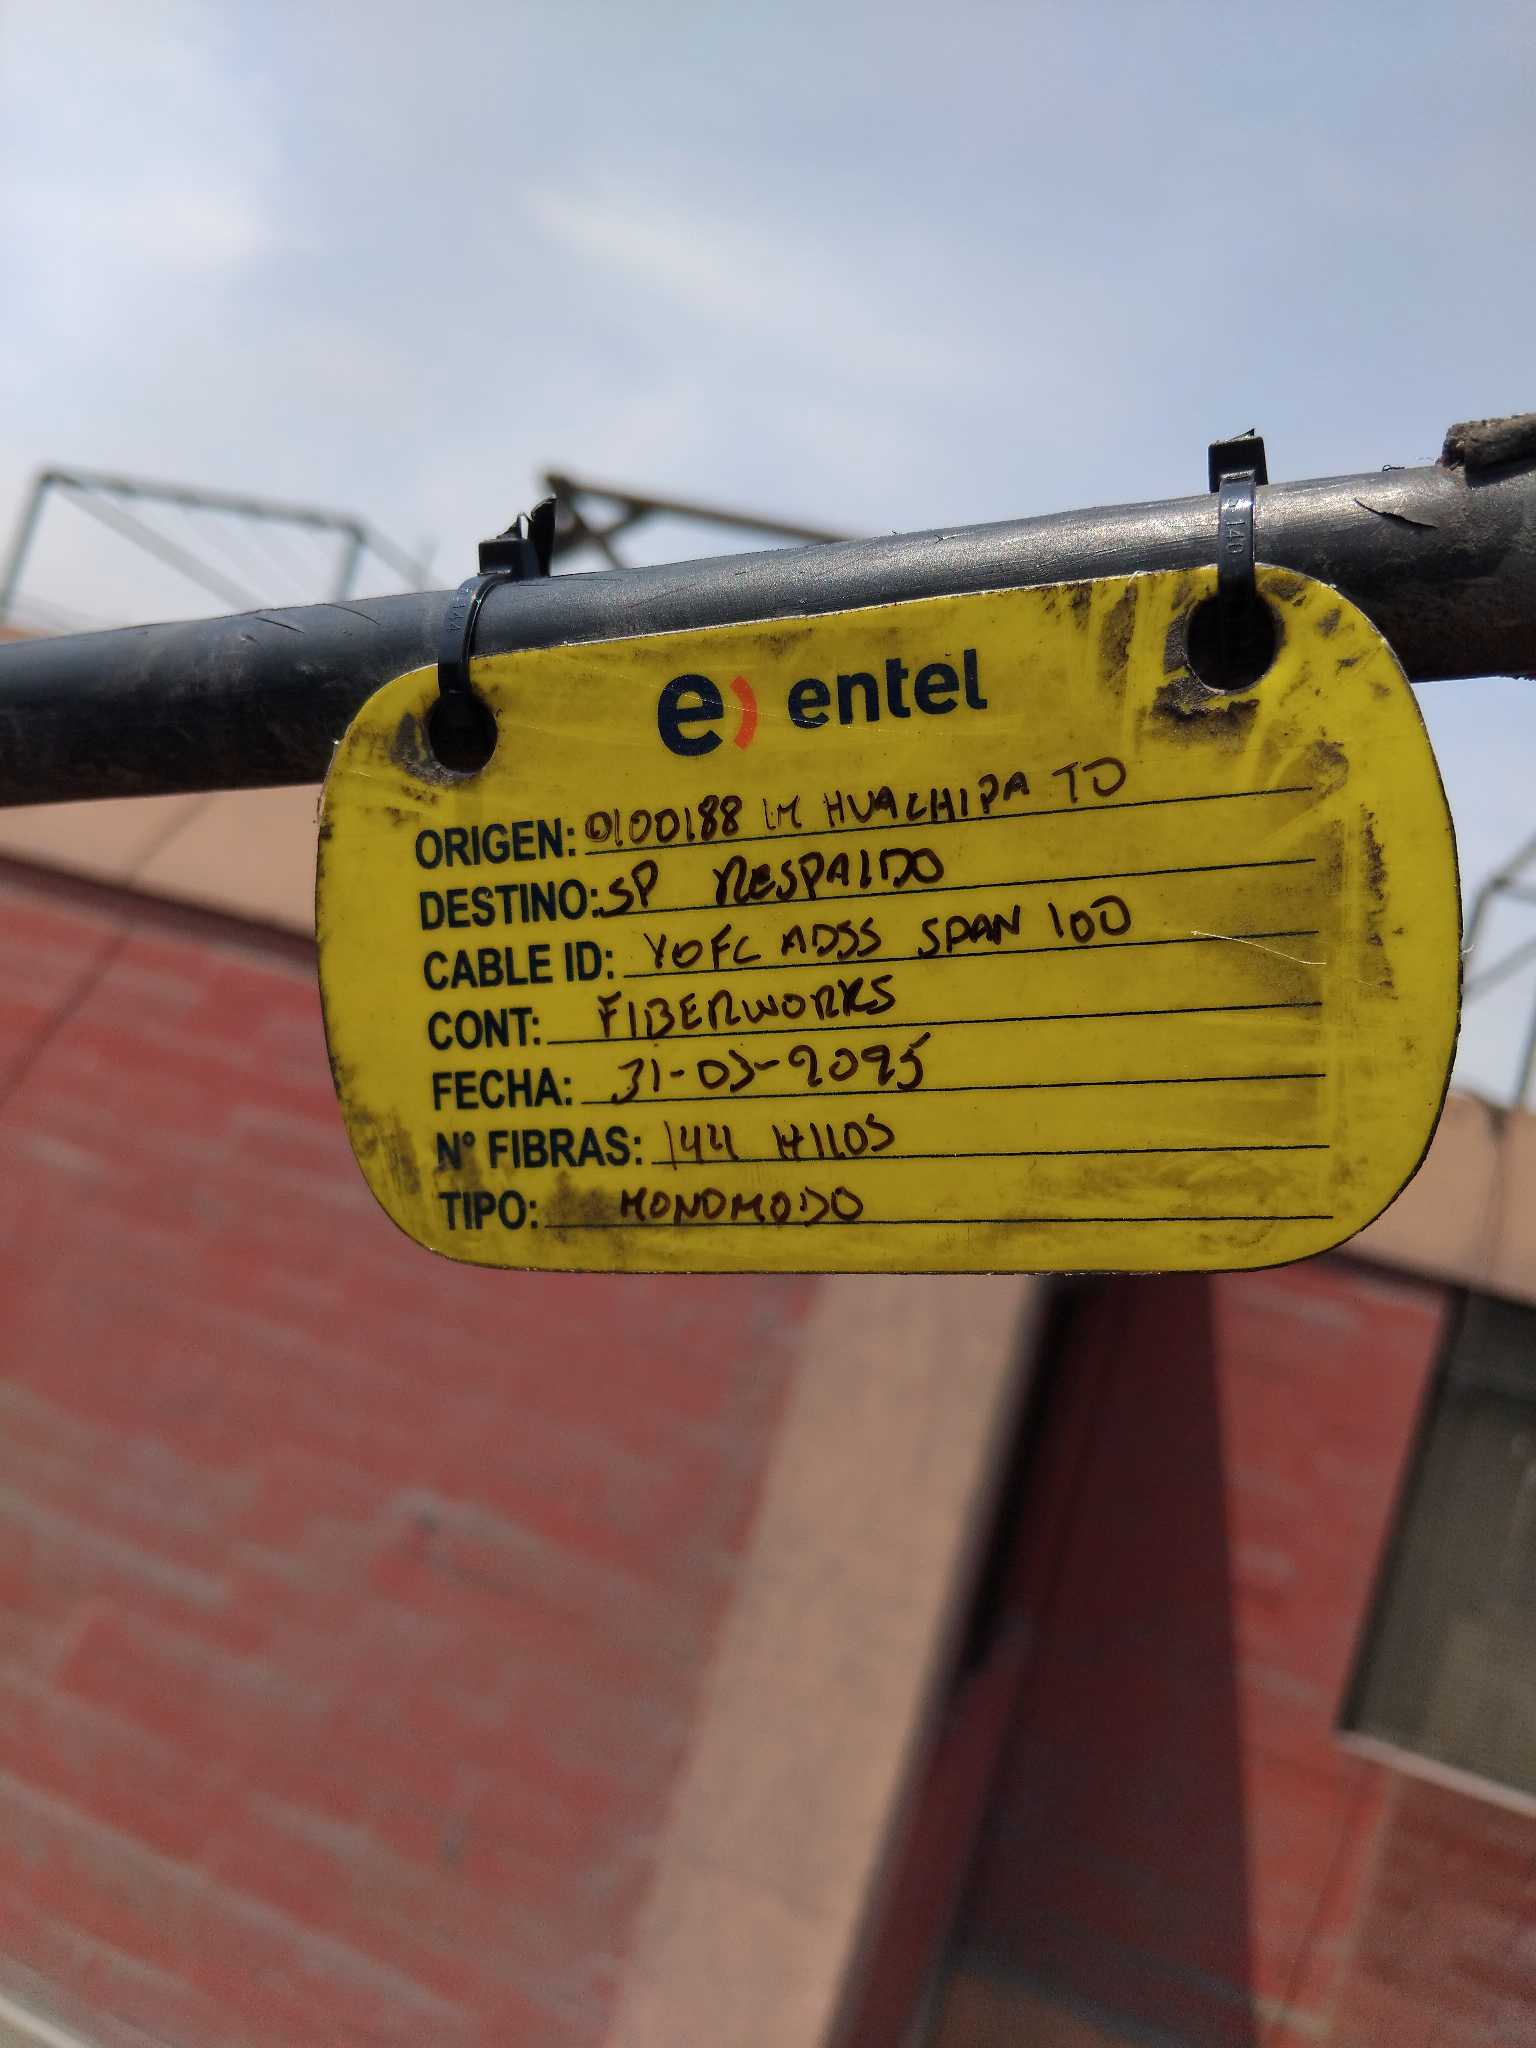 e) entel
ORIGEN: 0100188 LM HUACHIPA TO
DESTINO: SP RESPALDO
CABLE ID: YOFC ADSS SPAN 100
CONT: FIBERWORKS
FECHA: 31-03-2025
N° FIBRAS: 144 HILOS
TIPO: MONOMODO